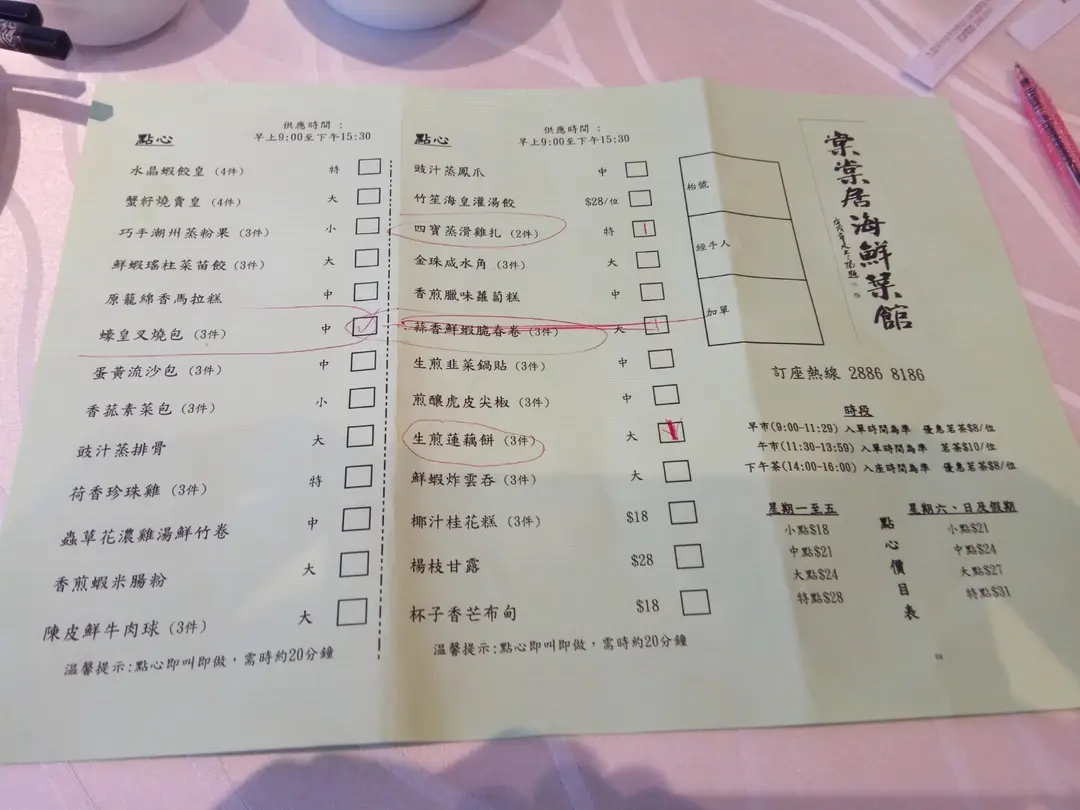 點心
供應時間：
早上9:00至下午15:30
水晶蝦餃皇 (4件) 特
蟹籽燒賣皇 (4件) 大
巧手潮州蒸粉果 (3件) 小
鮮蝦瑤柱菜苗餃 (3件) 大
原籠綿香馬拉糕 中
蠔皇叉燒包 (3件) 中
蛋黃流沙包 (3件) 中
香菰素菜包 (3件) 小
豉汁蒸排骨 大
荷香珍珠雞 (3件) 特
蟲草花濃雞湯鮮竹卷 中
香煎蝦米腸粉 大
陳皮鮮牛肉球 (3件) 大
溫馨提示:點心即叫即做，需時約20分鐘
點心
供應時間：
早上9:00至下午15:30
豉汁蒸鳳爪 中
竹笙海皇灌湯餃 $28/位
四寶蒸滑雞扎 (2件) 特
金珠咸水角 (3件) 大
香煎臘味蘿蔔糕 中
蒜香鮮蝦脆春卷 (3件) 大
生煎韭菜鍋貼 (3件) 中
煎釀虎皮尖椒 (3件) 中
生煎蓮藕餅 (3件) 大
鮮蝦炸雲吞 (3件) 大
椰汁桂花糕 (3件) $18
楊枝甘露 $28
杯子香芒布甸 $18
溫馨提示:點心即叫即做，需時約20分鐘
枱號
經手人
加單
棠棠居海鮮菜館
訂座熱線 2886 8186
時段
早市(9:00-11:29) 入單時間為準 優惠茗茶$8/位
午市(11:30-13:59) 入單時間為準 茗茶$10/位
下午茶(14:00-16:00) 入座時間為準 優惠茗茶$8/位
點心價目表
星期一至五
小點$18
中點$21
大點$24
特點$28
星期六、日及假期
小點$21
中點$24
大點$27
特點$31